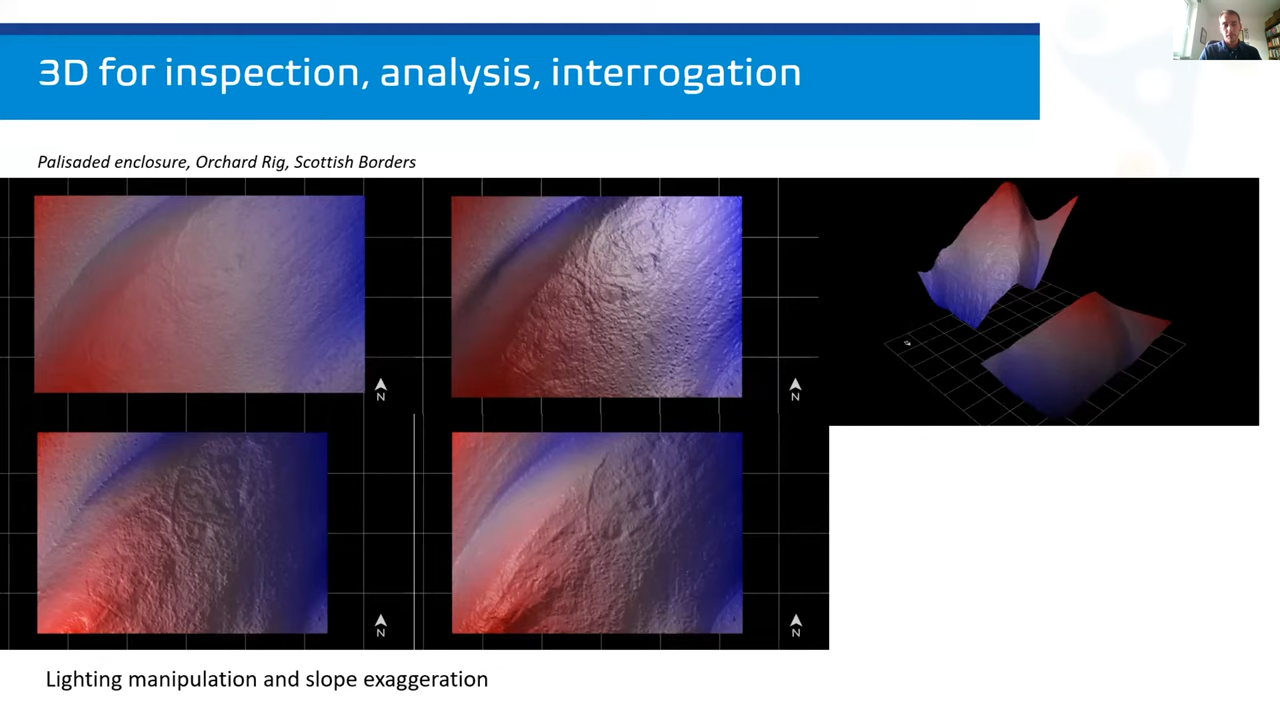 3D for inspection, analysis, interrogation
Palisaded enclosure, Orchard Rig, Scottish Borders
N
N
N
N
Lighting manipulation and slope exaggeration